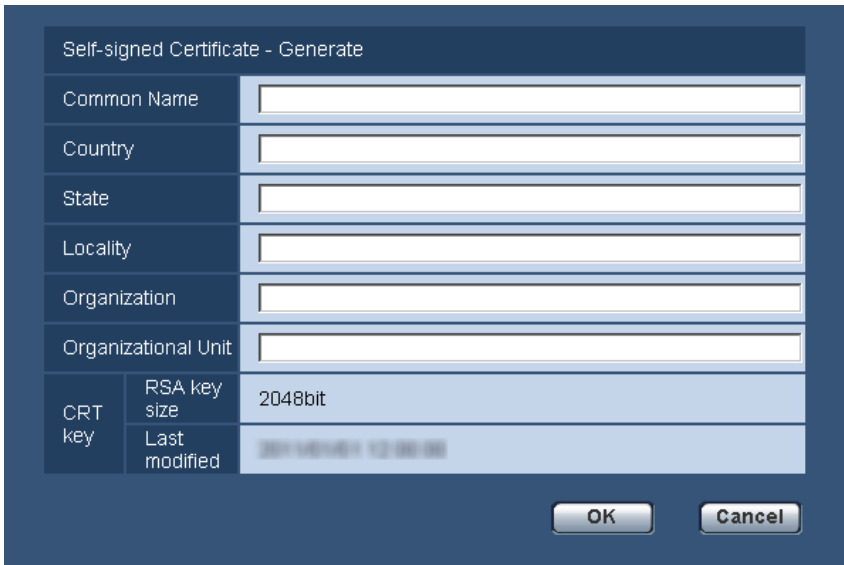 Self-signed Certificate - Generate
Common Name
Country
State
Locality
Organization
Organizational Unit
CRT key
RSA key size
2048bit
Last modified
OK
Cancel